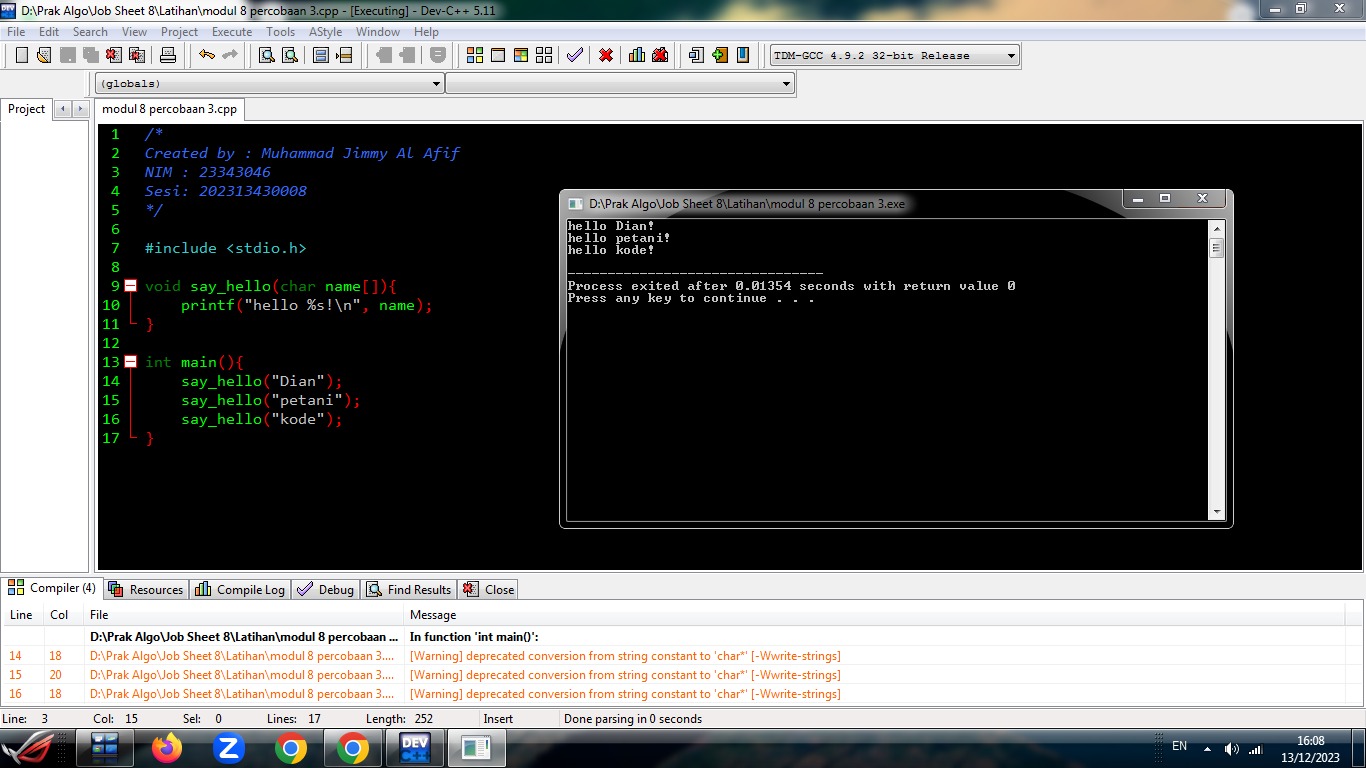 D:\Prak Algo\Job Sheet 8\Latihan\modul 8 percobaan 3.cpp - [Executing] - Dev-C++ 5.11
File Edit Search View Project Execute Tools AStyle Window Help
TDM-GCC 4.9.2 32-bit Release
(globals)
Project
modul 8 percobaan 3.cpp
1 /*
2 Created by : Muhammad Jimmy Al Afif
3 NIM : 23343046
4 Sesi: 202313430008
5 */
6
7 #include <stdio.h>
8
9 void say_hello(char name[]){
10 printf("hello %s!\n", name);
11 }
12
13 int main(){
14 say_hello("Dian");
15 say_hello("petani");
16 say_hello("kode");
17 }
D:\Prak Algo\Job Sheet 8\Latihan\modul 8 percobaan 3.exe
hello Dian!
hello petani!
hello kode!
--------------------------------
Process exited after 0.01354 seconds with return value 0
Press any key to continue . . .
Compiler (4) Resources Compile Log Debug Find Results Close
Line Col File Message
D:\Prak Algo\Job Sheet 8\Latihan\modul 8 percobaan ... In function 'int main()':
14 18 D:\Prak Algo\Job Sheet 8\Latihan\modul 8 percobaan 3.... [Warning] deprecated conversion from string constant to 'char*' [-Wwrite-strings]
15 20 D:\Prak Algo\Job Sheet 8\Latihan\modul 8 percobaan 3.... [Warning] deprecated conversion from string constant to 'char*' [-Wwrite-strings]
16 18 D:\Prak Algo\Job Sheet 8\Latihan\modul 8 percobaan 3.... [Warning] deprecated conversion from string constant to 'char*' [-Wwrite-strings]
Line: 3 Col: 15 Sel: 0 Lines: 17 Length: 252 Insert Done parsing in 0 seconds
DEV C++
EN
16:08
13/12/2023